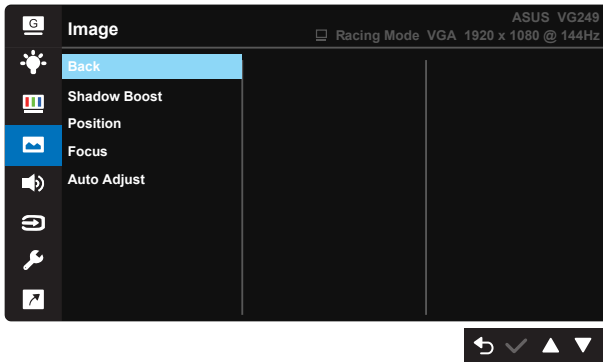 G
Image
ASUS VG249
Racing Mode VGA 1920 x 1080 @ 144Hz
Back
Shadow Boost
Position
Focus
Auto Adjust